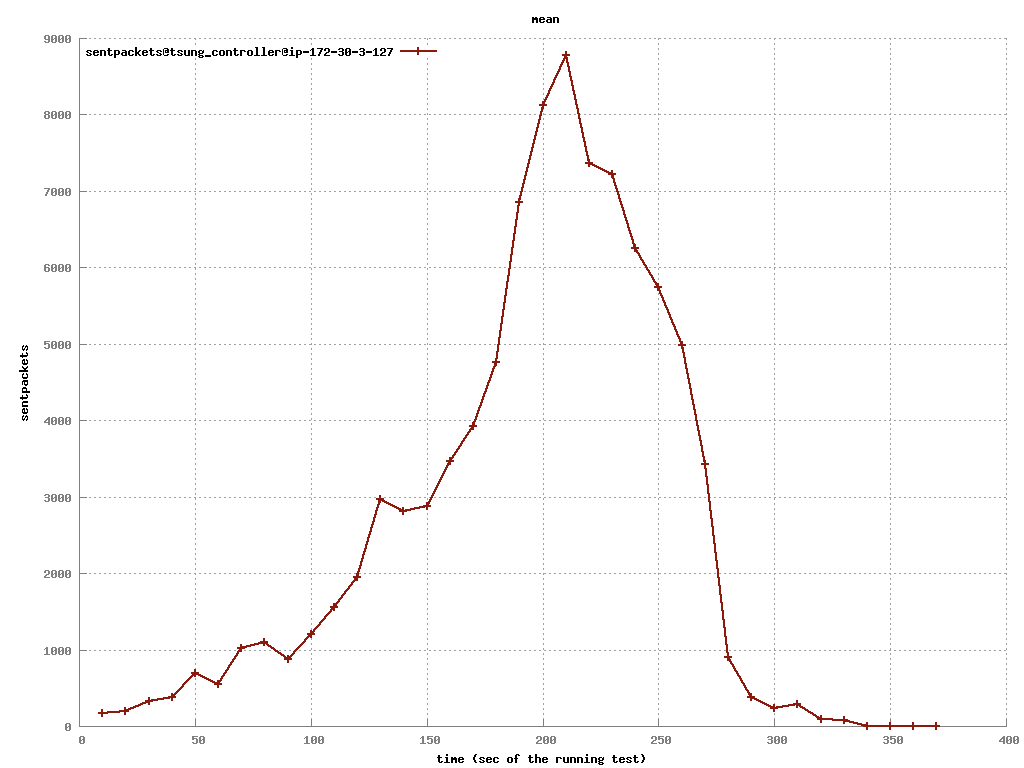 mean
sentpackets@tsung_controller@ip-172-30-3-127
9000
8000
7000
6000
5000
4000
3000
2000
1000
0
sentpackets
0 50 100 150 200 250 300 350 400
time (sec of the running test)